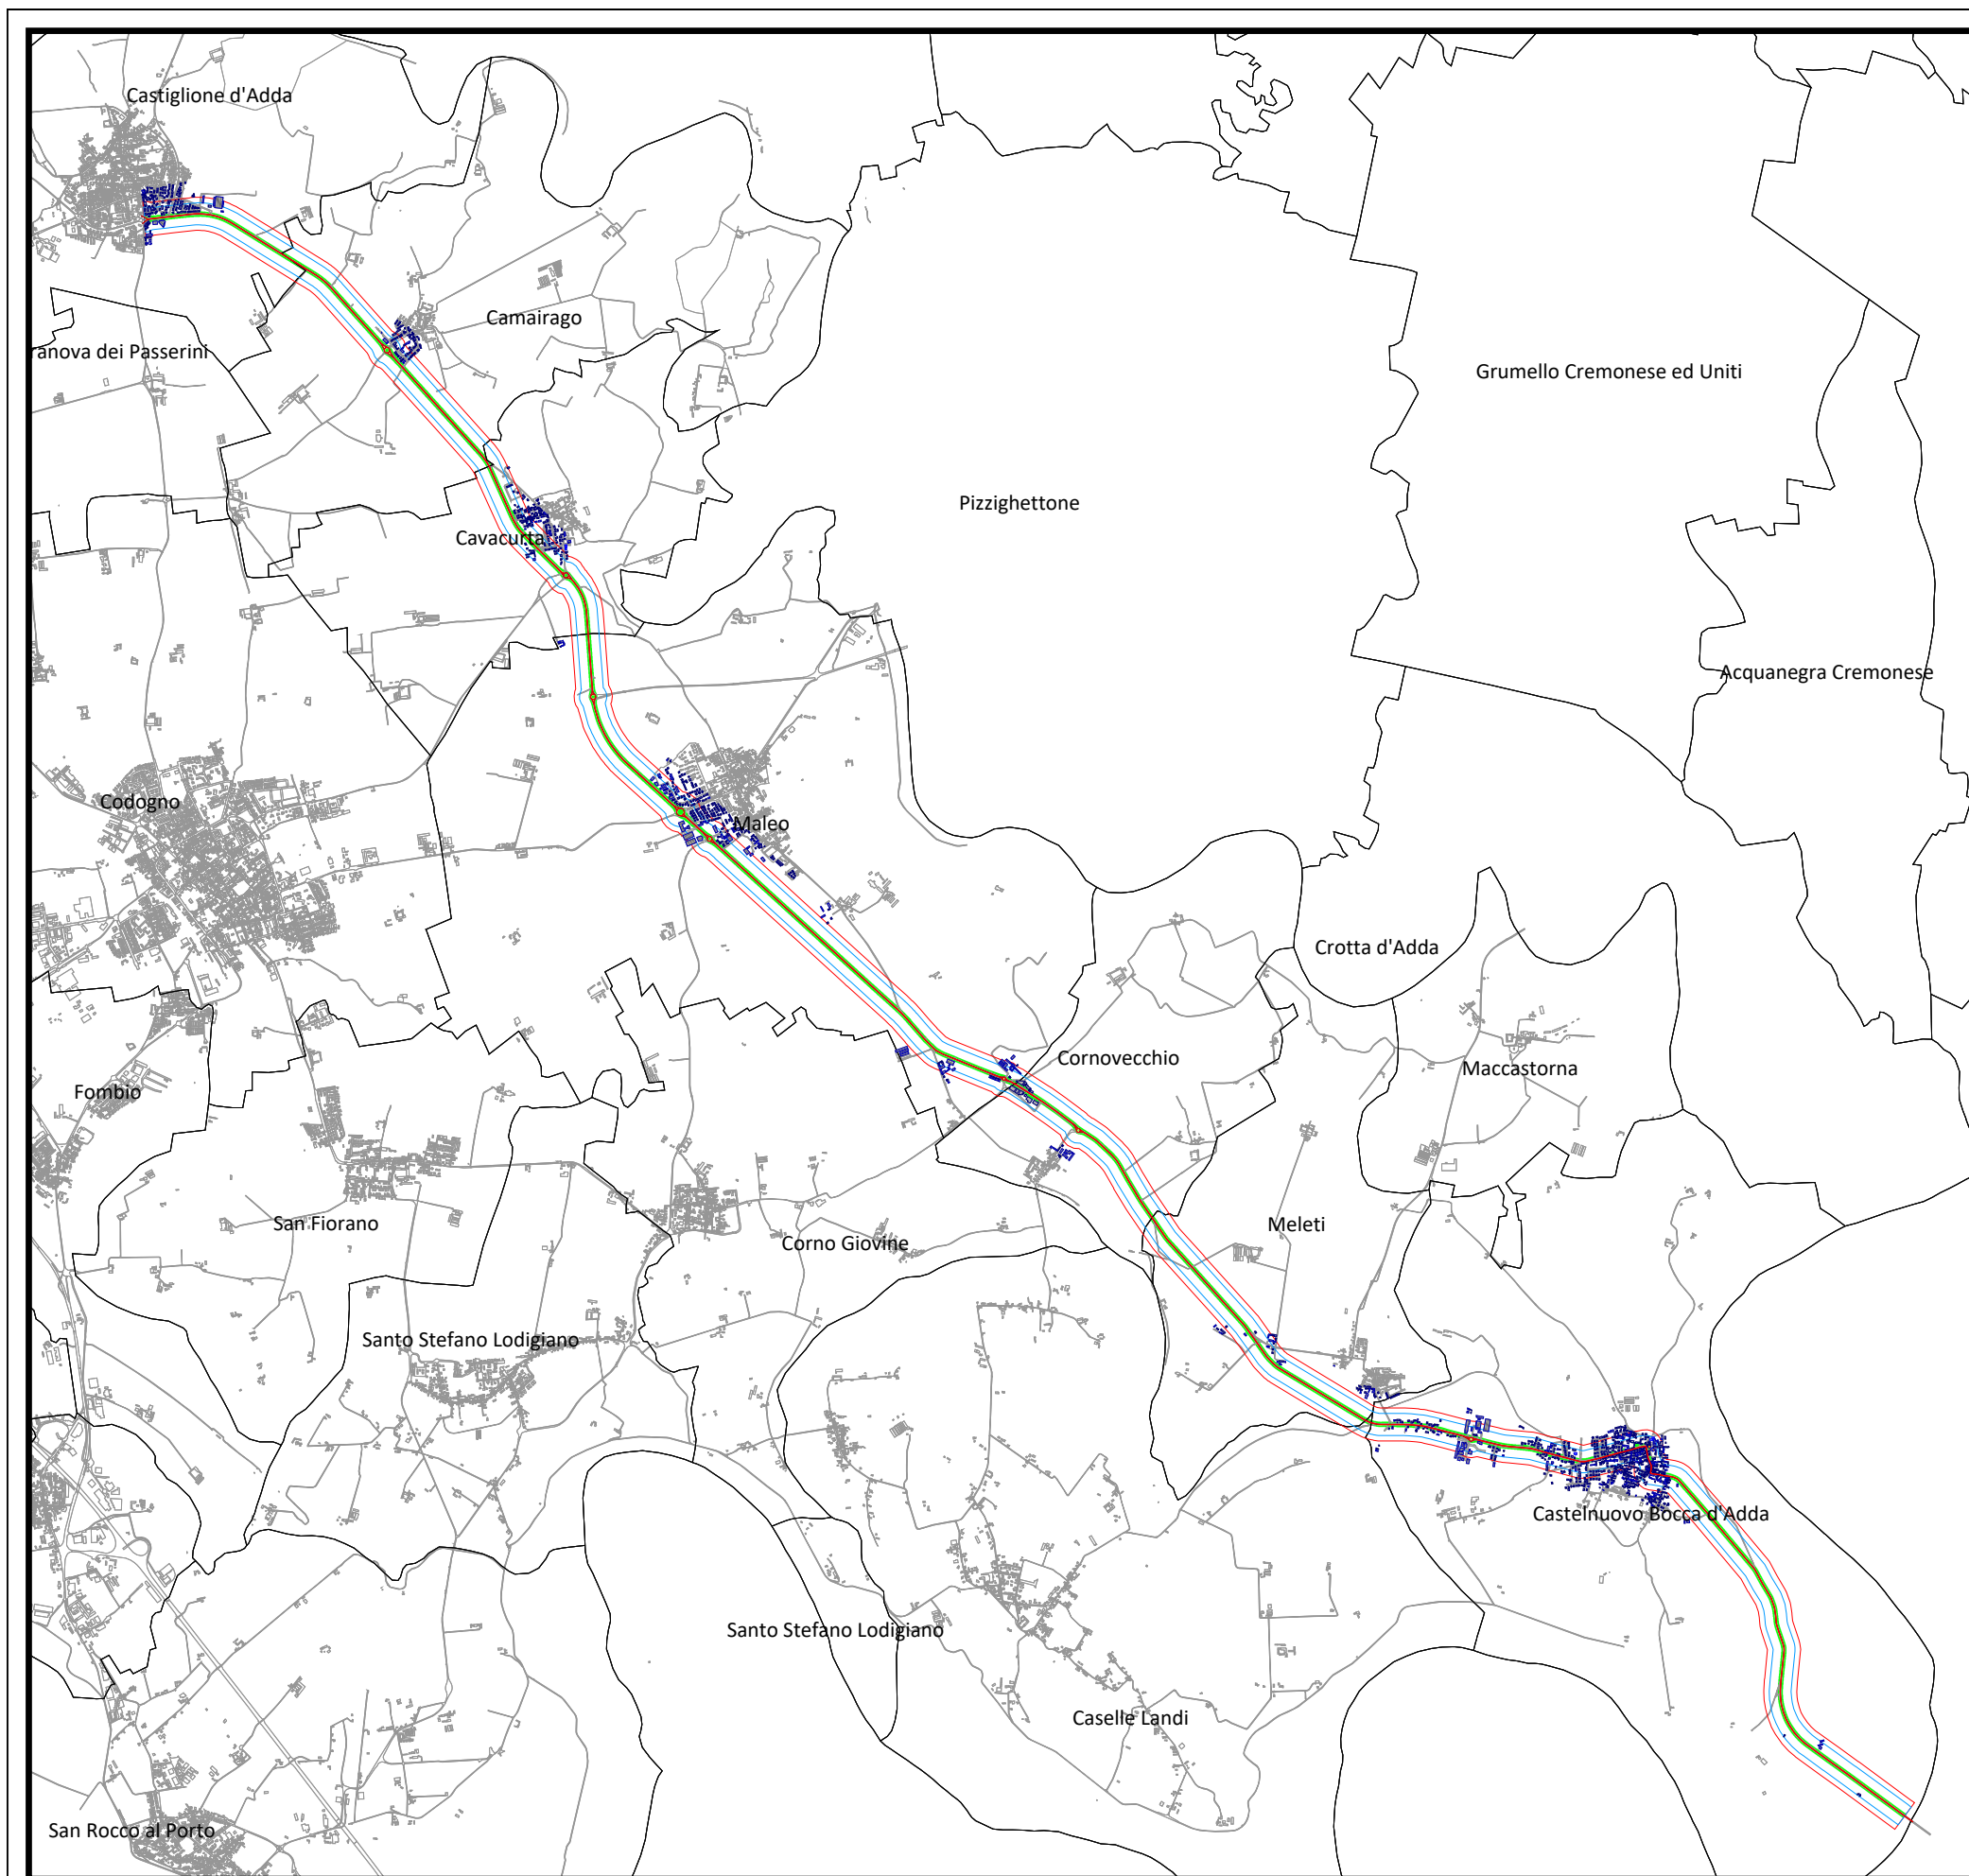 Castiglione d'Adda
Camairago
ranova dei Passerini
Grumello Cremonese ed Uniti
Pizzighettone
Cavacurta
Acquanegra Cremonese
Codogno
Maleo
Crotta d'Adda
Cornovecchio
Maccastorna
Fombio
San Fiorano
Meleti
Corno Giovine
Santo Stefano Lodigiano
Castelnuovo Bocca d'Adda
Santo Stefano Lodigiano
Caselle Landi
San Rocco al Porto